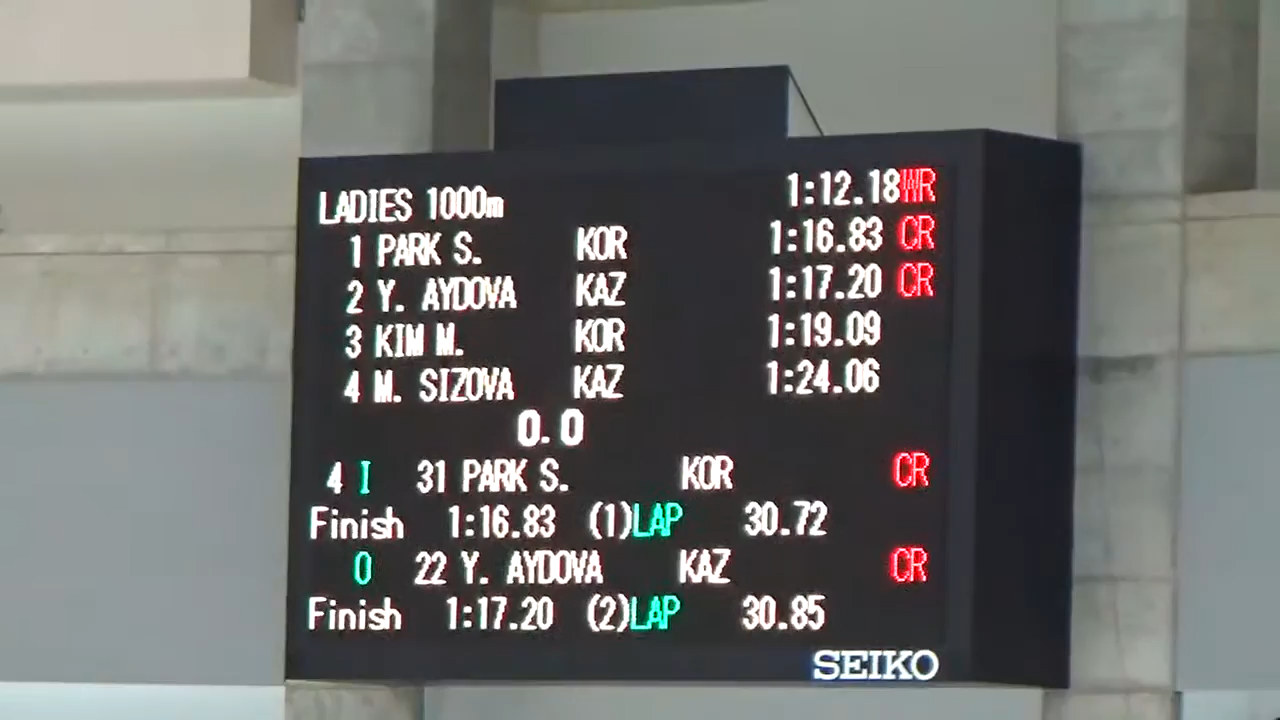 LADIES 1000m 1:12.18WR
1 PARK S. KOR 1:16.83 CR
2 Y. AYDOVA KAZ 1:17.20 CR
3 KIM M. KOR 1:19.09
4 M. SIZOVA KAZ 1:24.06
0.0
4 I 31 PARK S. KOR CR
Finish 1:16.83 (1)LAP 30.72
O 22 Y. AYDOVA KAZ CR
Finish 1:17.20 (2)LAP 30.85
SEIKO